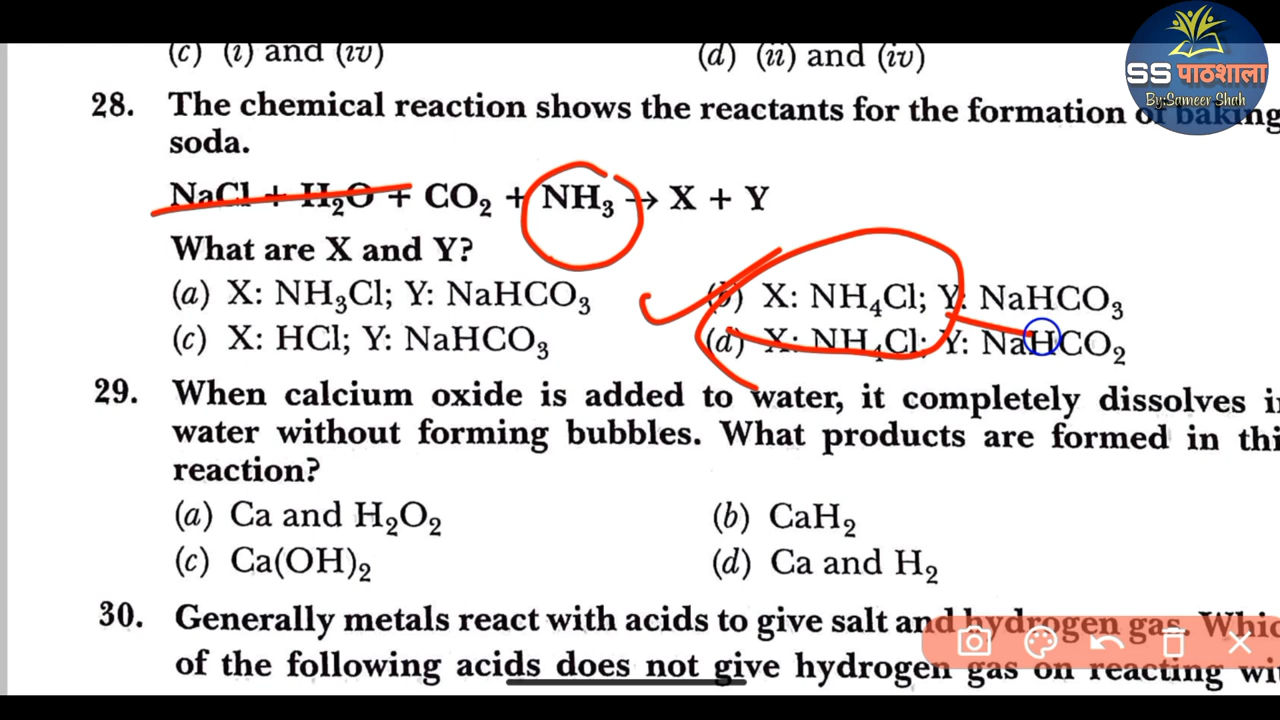 (c) (i) and (iv) (d) (ii) and (iv)
SS पाठशाला
By:Sameer Shah
28. The chemical reaction shows the reactants for the formation of baking
soda.
NaCl + H₂O + CO₂ + NH₃ → X + Y
What are X and Y?
(a) X: NH₃Cl; Y: NaHCO₃ (b) X: NH₄Cl; Y: NaHCO₃
(c) X: HCl; Y: NaHCO₃ (d) X: NH₄Cl; Y: NaHCO₂
29. When calcium oxide is added to water, it completely dissolves in
water without forming bubbles. What products are formed in thi
reaction?
(a) Ca and H₂O₂ (b) CaH₂
(c) Ca(OH)₂ (d) Ca and H₂
30. Generally metals react with acids to give salt and hydrogen gas. Whic
of the following acids does not give hydrogen gas on reacting wi